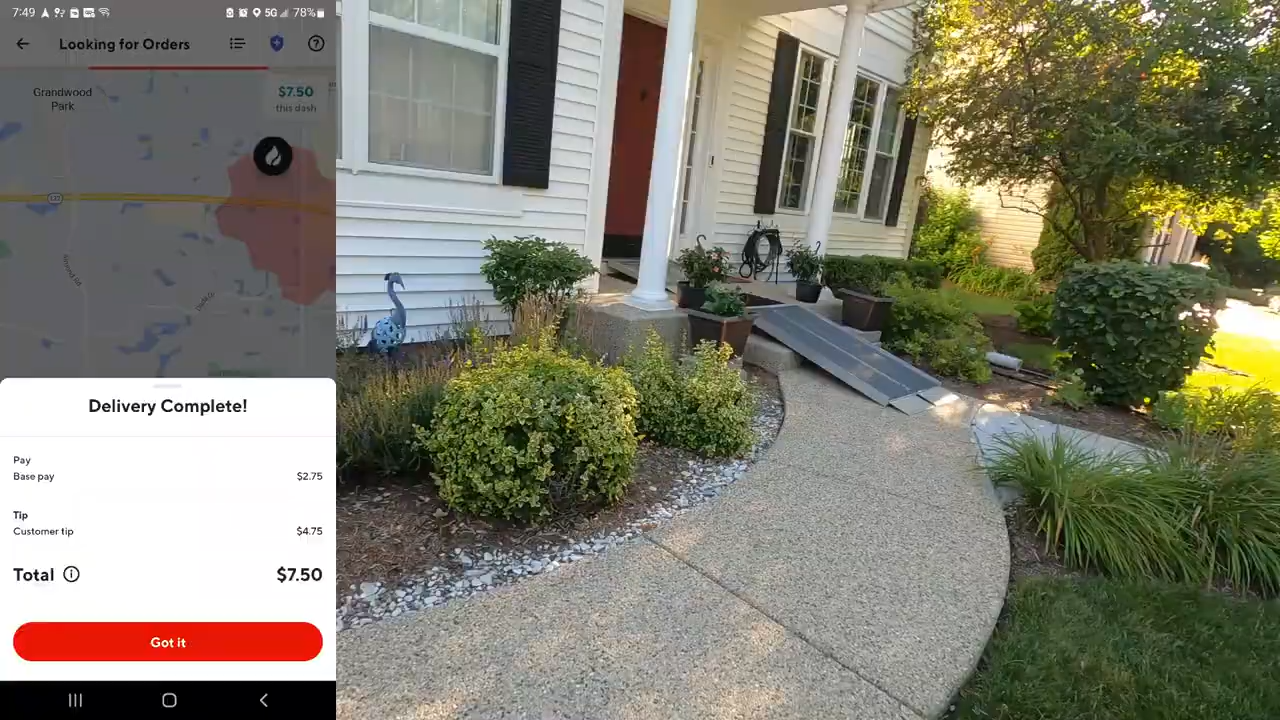 7:49
5G 78%
Looking for Orders
Grandwood
Park
$7.50
this dash
132
Delivery Complete!
Pay
Base pay $2.75
Tip
Customer tip $4.75
Total $7.50
Got it